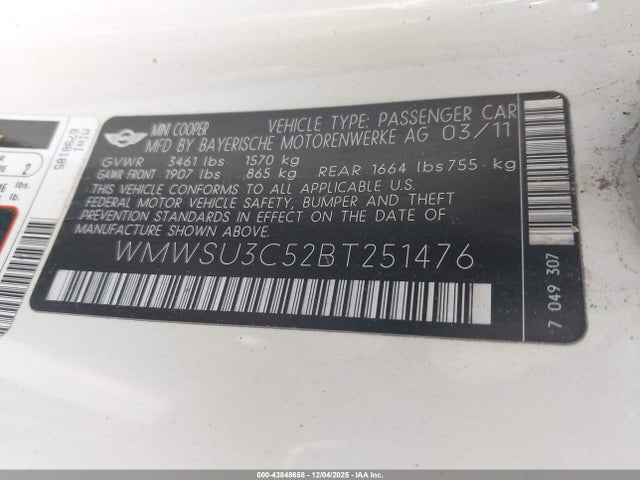 MINI COOPER
VEHICLE TYPE: PASSENGER CAR
MFD BY BAYERISCHE MOTORENWERKE AG 03/11
GVWR 3461 lbs 1570 kg
GAWR FRONT 1907 lbs 865 kg REAR 1664 lbs 755 kg
THIS VEHICLE CONFORMS TO ALL APPLICABLE U.S.
FEDERAL MOTOR VEHICLE SAFETY, BUMPER, AND THEFT
PREVENTION STANDARDS IN EFFECT ON THE DATE OF
MANUFACTURE SHOWN ABOVE
WMWSU3C52BT251476
7 049 307
MINI
2
lbs.
000-43848658 - 12/04/2025 - IAA Inc.